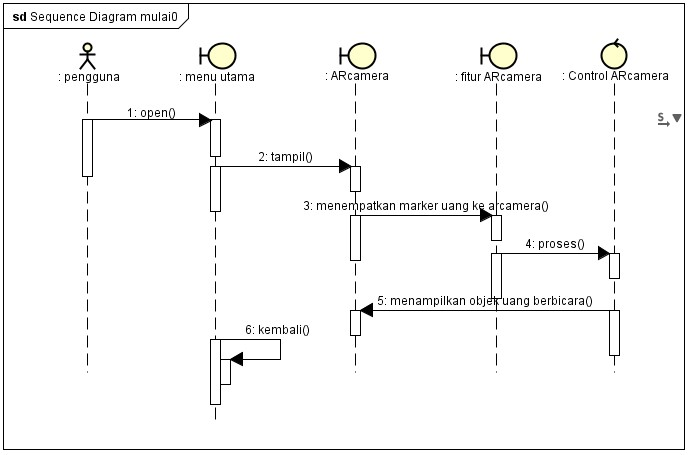 sd Sequence Diagram mulai0
: pengguna
: menu utama
: ARcamera
: fitur ARcamera
: Control ARcamera
1: open()
S
2: tampil()
3: menempatkan marker uang ke arcamera()
4: proses()
5: menampilkan objek uang berbicara()
6: kembali()